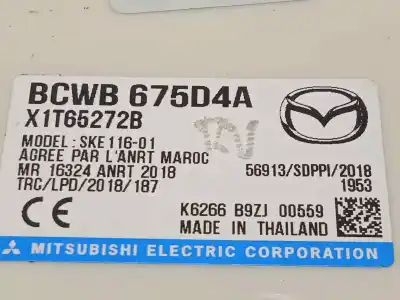 BCWB 675D4A
X1T65272B
MODEL: SKE116-01
AGREE PAR L'ANRT MAROC
MR 16324 ANRT 2018
TRC/LPD/2018/187
56913/SDPPI/2018
1953
CE
K6266 B9ZJ 00559
MADE IN THAILAND
MITSUBISHI ELECTRIC CORPORATION